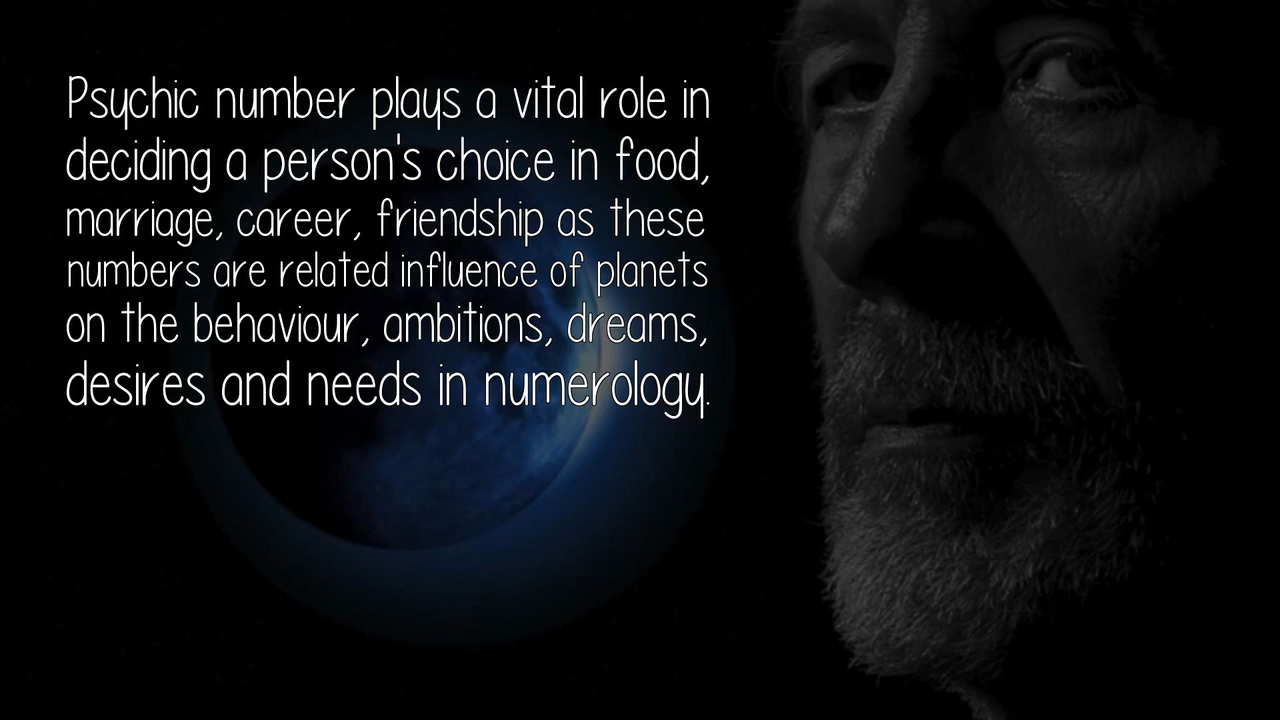 Psychic number plays a vital role in
deciding a person's choice in food,
marriage, career, friendship as these
numbers are related influence of planets
on the behaviour, ambitions, dreams,
desires and needs in numerology.